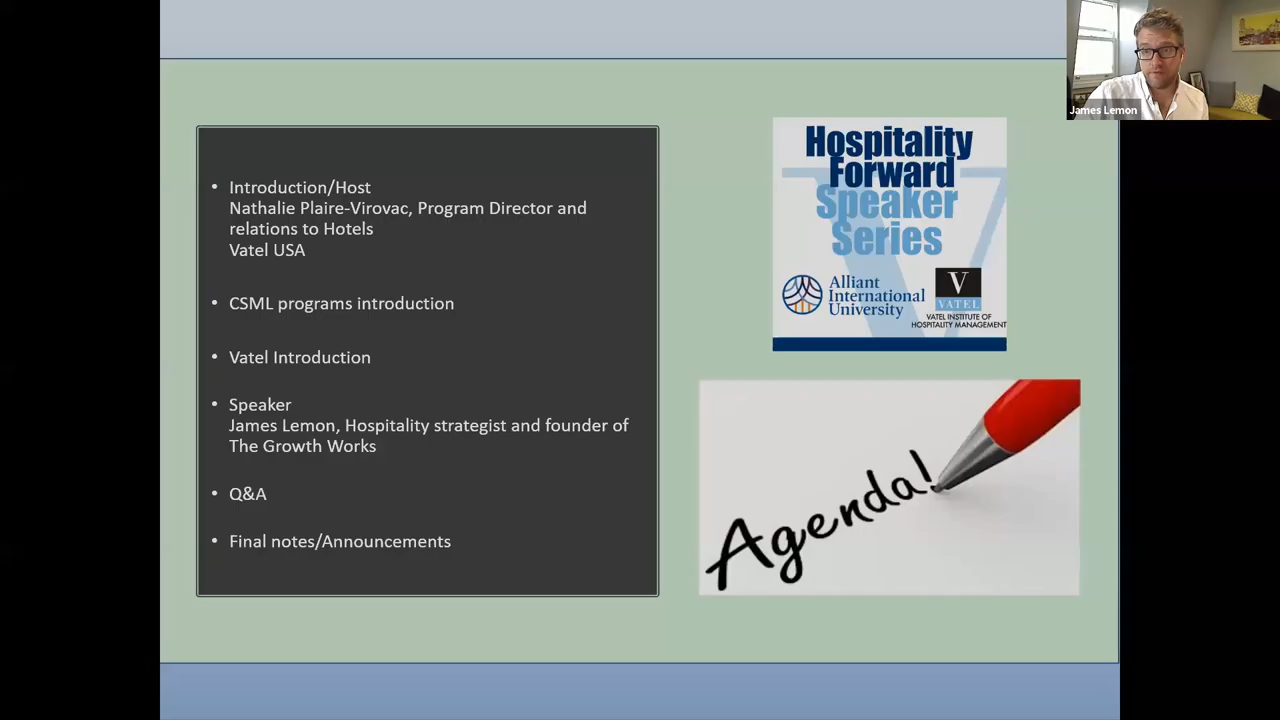 Introduction/Host
Nathalie Plaire-Virovac, Program Director and
relations to Hotels
Vatel USA
CSML programs introduction
Vatel Introduction
Speaker
James Lemon, Hospitality strategist and founder of
The Growth Works
Q&A
Final notes/Announcements
Hospitality
Forward
Speaker
Series
Alliant
International
University
V
VATEL
VATEL INSTITUTE OF
HOSPITALITY MANAGEMENT
Agenda!
James Lemon